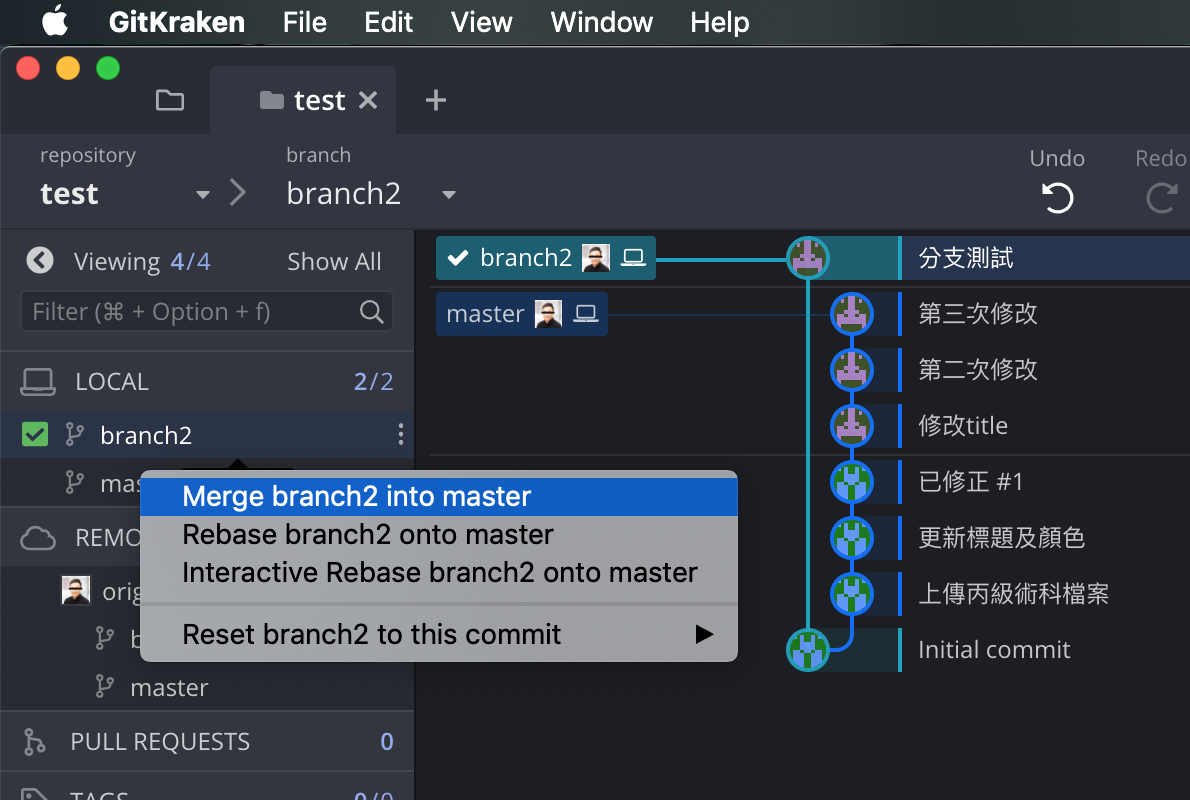 GitKraken File Edit View Window Help
test
repository branch Undo Redo
test branch2
Viewing 4/4 Show All
Filter (⌘ + Option + f)
LOCAL 2/2
branch2
mas
REMO
orig
b
master
PULL REQUESTS 0
TAGS 0/0
Merge branch2 into master
Rebase branch2 onto master
Interactive Rebase branch2 onto master
Reset branch2 to this commit
branch2 分支測試
master 第三次修改
第二次修改
修改title
已修正 #1
更新標題及顏色
上傳丙級術科檔案
Initial commit